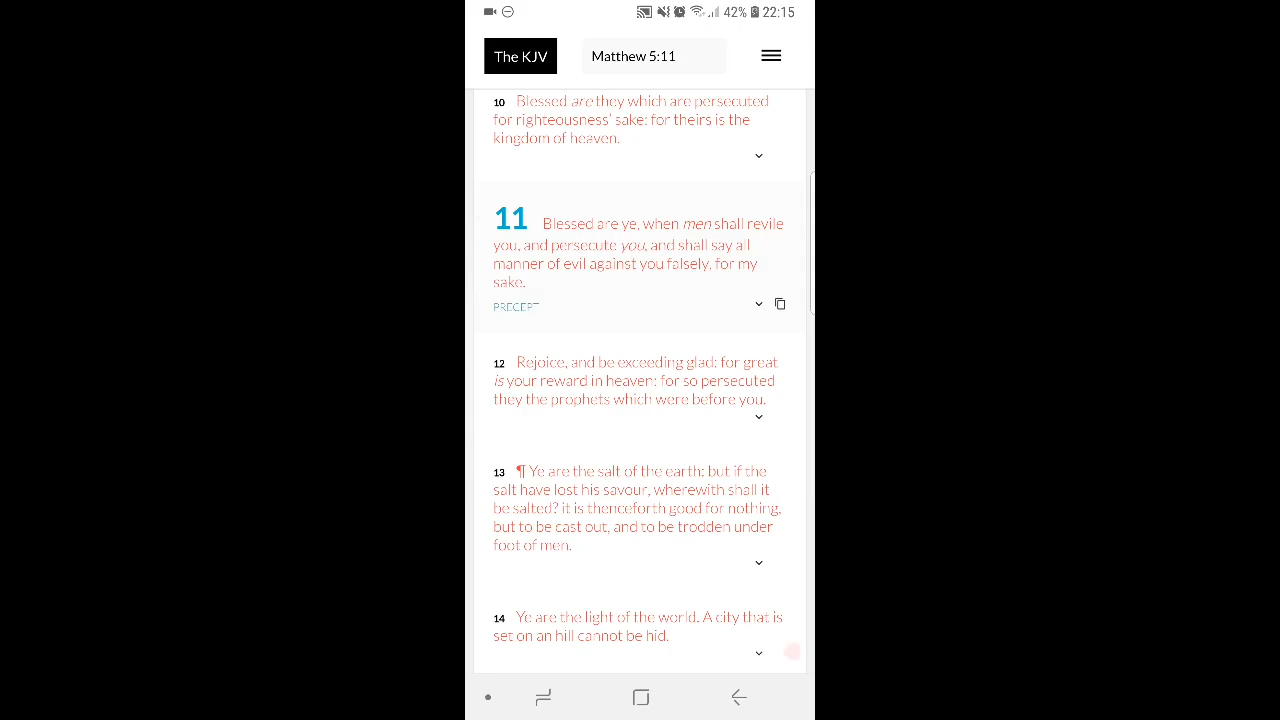 42% 22:15
The KJV Matthew 5:11
10 Blessed are they which are persecuted
for righteousness' sake: for theirs is the
kingdom of heaven.
11 Blessed are ye, when men shall revile
you, and persecute you, and shall say all
manner of evil against you falsely, for my
sake.
PRECEPT
12 Rejoice, and be exceeding glad: for great
is your reward in heaven: for so persecuted
they the prophets which were before you.
13 ¶ Ye are the salt of the earth: but if the
salt have lost his savour, wherewith shall it
be salted? it is thenceforth good for nothing,
but to be cast out, and to be trodden under
foot of men.
14 Ye are the light of the world. A city that is
set on an hill cannot be hid.